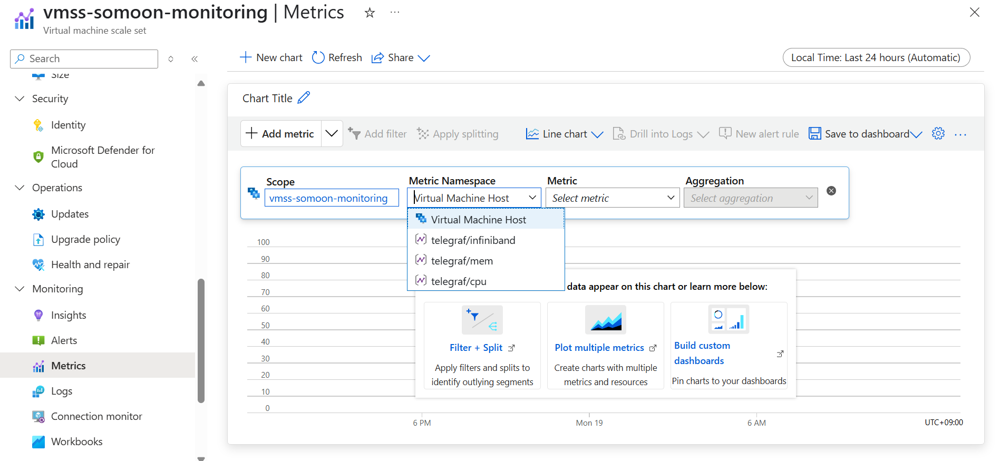 vmss-somoon-monitoring | Metrics
Virtual machine scale set
Search
Size
Security
Identity
Microsoft Defender for
Cloud
Operations
Updates
Upgrade policy
Health and repair
Monitoring
Insights
Alerts
Metrics
Logs
Connection monitor
Workbooks
New chart
Refresh
Share
Local Time: Last 24 hours (Automatic)
Chart Title
Add metric
Add filter
Apply splitting
Line chart
Drill into Logs
New alert rule
Save to dashboard
Scope
Metric Namespace
Metric
Aggregation
vmss-somoon-monitoring
Virtual Machine Host
Select metric
Select aggregation
Virtual Machine Host
telegraf/infiniband
telegraf/mem
telegraf/cpu
100
90
80
70
60
50
40
30
20
10
0
data appear on this chart or learn more below:
Filter + Split
Apply filters and splits to
identify outlying segments
Plot multiple metrics
Create charts with multiple
metrics and resources
Build custom
dashboards
Pin charts to your dashboards
6 PM
Mon 19
6 AM
UTC+09:00